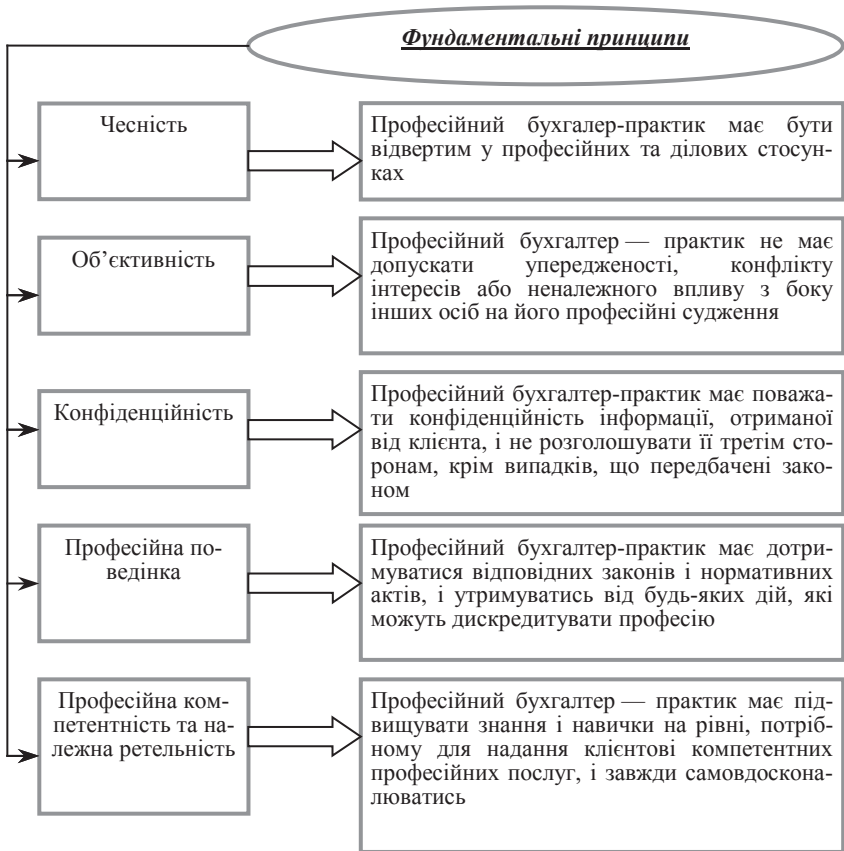 Фундаментальні принципи
Чесність
Професійний бухгалер-практик має бути
відвертим у професійних та ділових стосун-
ках
Об’єктивність
Професійний бухгалтер — практик не має
допускати упередженості, конфлікту
інтересів або неналежного впливу з боку
інших осіб на його професійні судження
Конфіденційність
Професійний бухгалтер-практик має поважа-
ти конфіденційність інформації, отриманої
від клієнта, і не розголошувати її третім сто-
ронам, крім випадків, що передбачені зако-
ном
Професійна по-
ведінка
Професійний бухгалтер-практик має дотри-
муватися відповідних законів і нормативних
актів, і утримуватись від будь-яких дій, які
можуть дискредитувати професію
Професійна ком-
петентність та на-
лежна ретельність
Професійний бухгалтер — практик має під-
вищувати знання і навички на рівні, потріб-
ному для надання клієнтові компетентних
професійних послуг, і завжди самовдоскона-
люватись